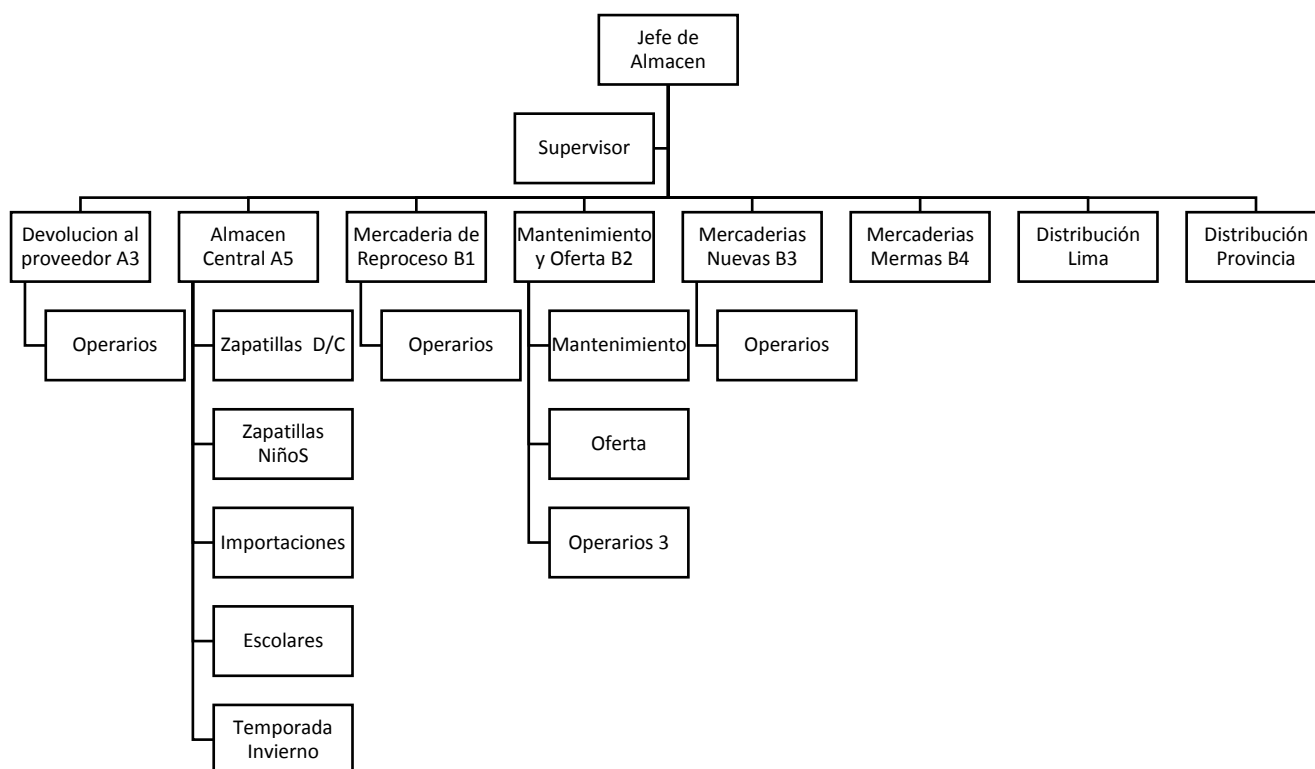 Jefe de
Almacen
Supervisor
Devolucion al
proveedor A3
Almacen
Central A5
Mercaderia de
Reproceso B1
Mantenimiento
y Oferta B2
Mercaderias
Nuevas B3
Mercaderias
Mermas B4
Distribución
Lima
Distribución
Provincia
Operarios
Zapatillas D/C
Operarios
Mantenimiento
Operarios
Zapatillas
NiñoS
Oferta
Importaciones
Operarios 3
Escolares
Temporada
Invierno